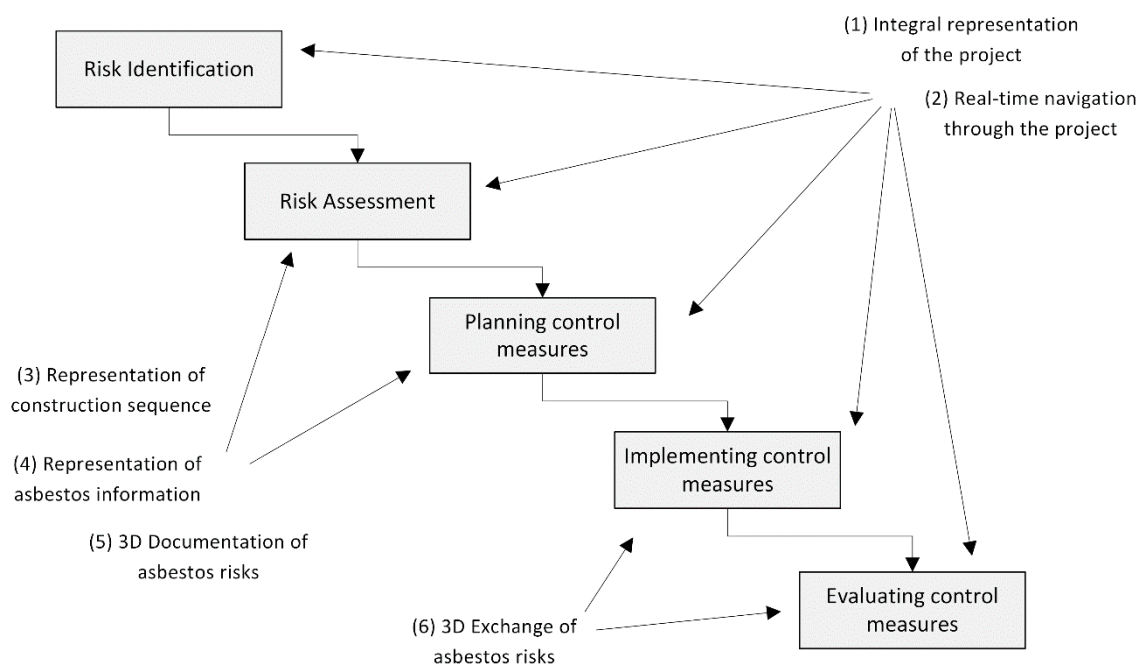 (1) Integral representation
of the project
Risk Identification
(2) Real-time navigation
through the project
Risk Assessment
Planning control
measures
(3) Representation of
construction sequence
(4) Representation of
asbestos information
Implementing control
measures
(5) 3D Documentation of
asbestos risks
Evaluating control
measures
(6) 3D Exchange of
asbestos risks